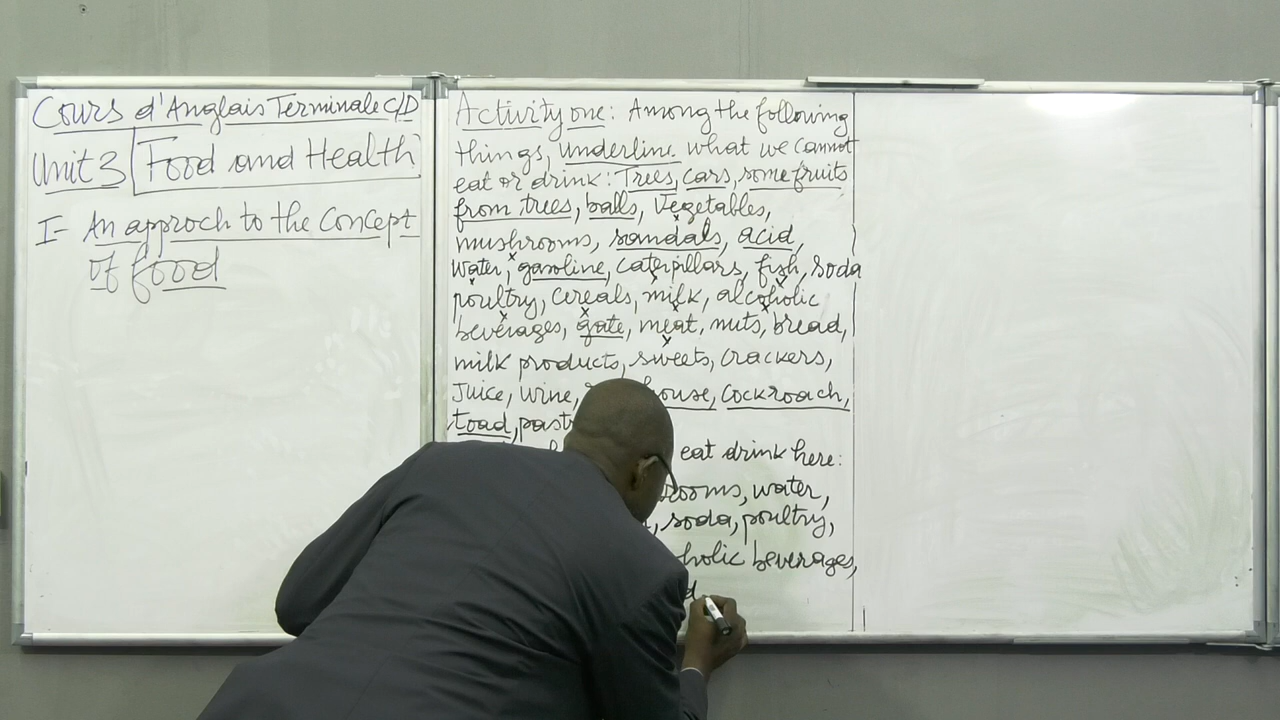 Cours d'Anglais Terminale C/D
Unit 3 Food and Health
I- An approch to the Concept
of food
Activity one: Among the following
things, underline what we cannot
eat or drink: Trees, cars, some fruits
from trees, balls, Vegetables,
mushrooms, sandals, acid,
water, gasoline, caterpillars, fish, soda
poultry, cereals, milk, alcoholic
beverages, gate, meat, nuts, bread,
milk products, sweets, crackers,
Juice, wine, house, cockroach,
toad, past
eat drink here:
rooms, water,
soda, poultry,
holic beverages,
d